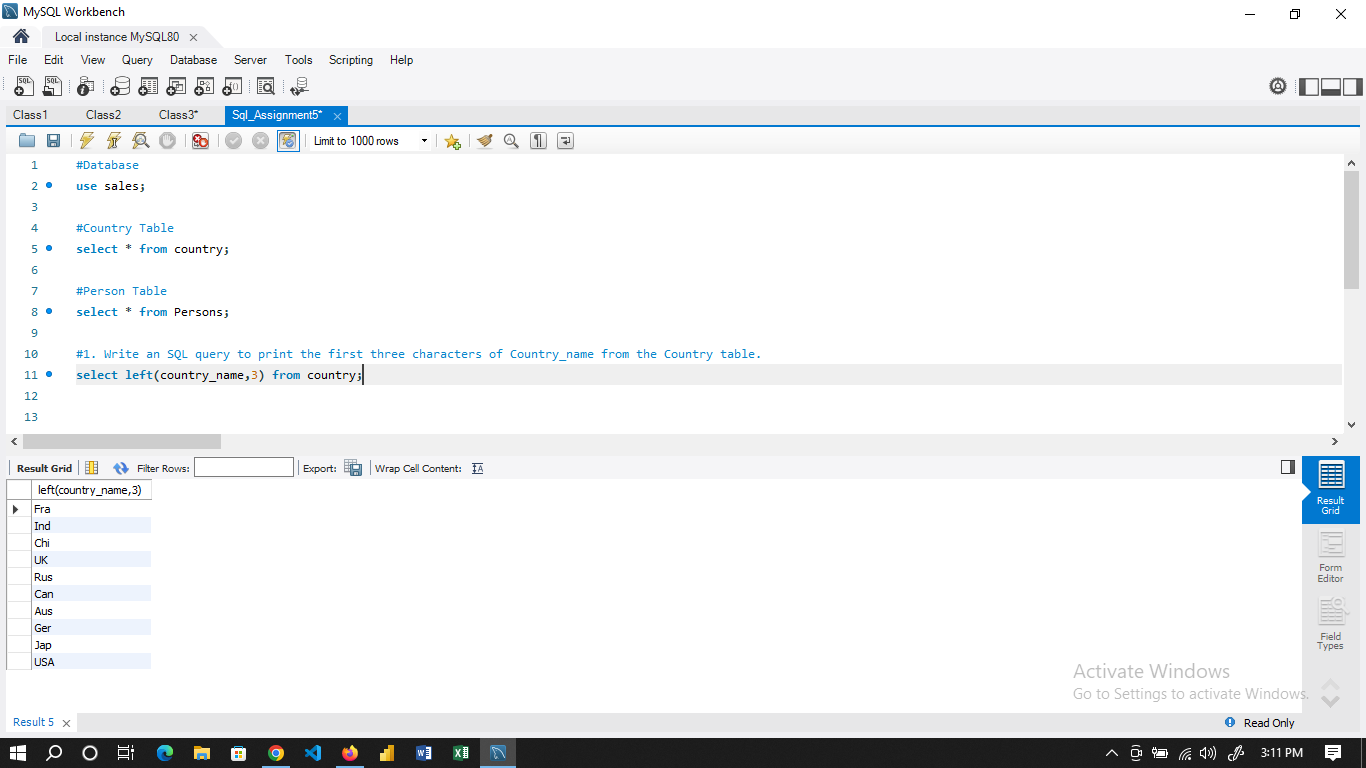 MySQL Workbench
Local instance MySQL80
File Edit View Query Database Server Tools Scripting Help
Class1 Class2 Class3* Sql_Assignment5*
Limit to 1000 rows
1 #Database
2 use sales;
3
4 #Country Table
5 select * from country;
6
7 #Person Table
8 select * from Persons;
9
10 #1. Write an SQL query to print the first three characters of Country_name from the Country table.
11 select left(country_name,3) from country;
12
13
Result Grid Filter Rows: Export: Wrap Cell Content:
left(country_name,3)
Fra
Ind
Chi
UK
Rus
Can
Aus
Ger
Jap
USA
Result
Grid
Form
Editor
Field
Types
Activate Windows
Go to Settings to activate Windows.
Result 5 Read Only
3:11 PM